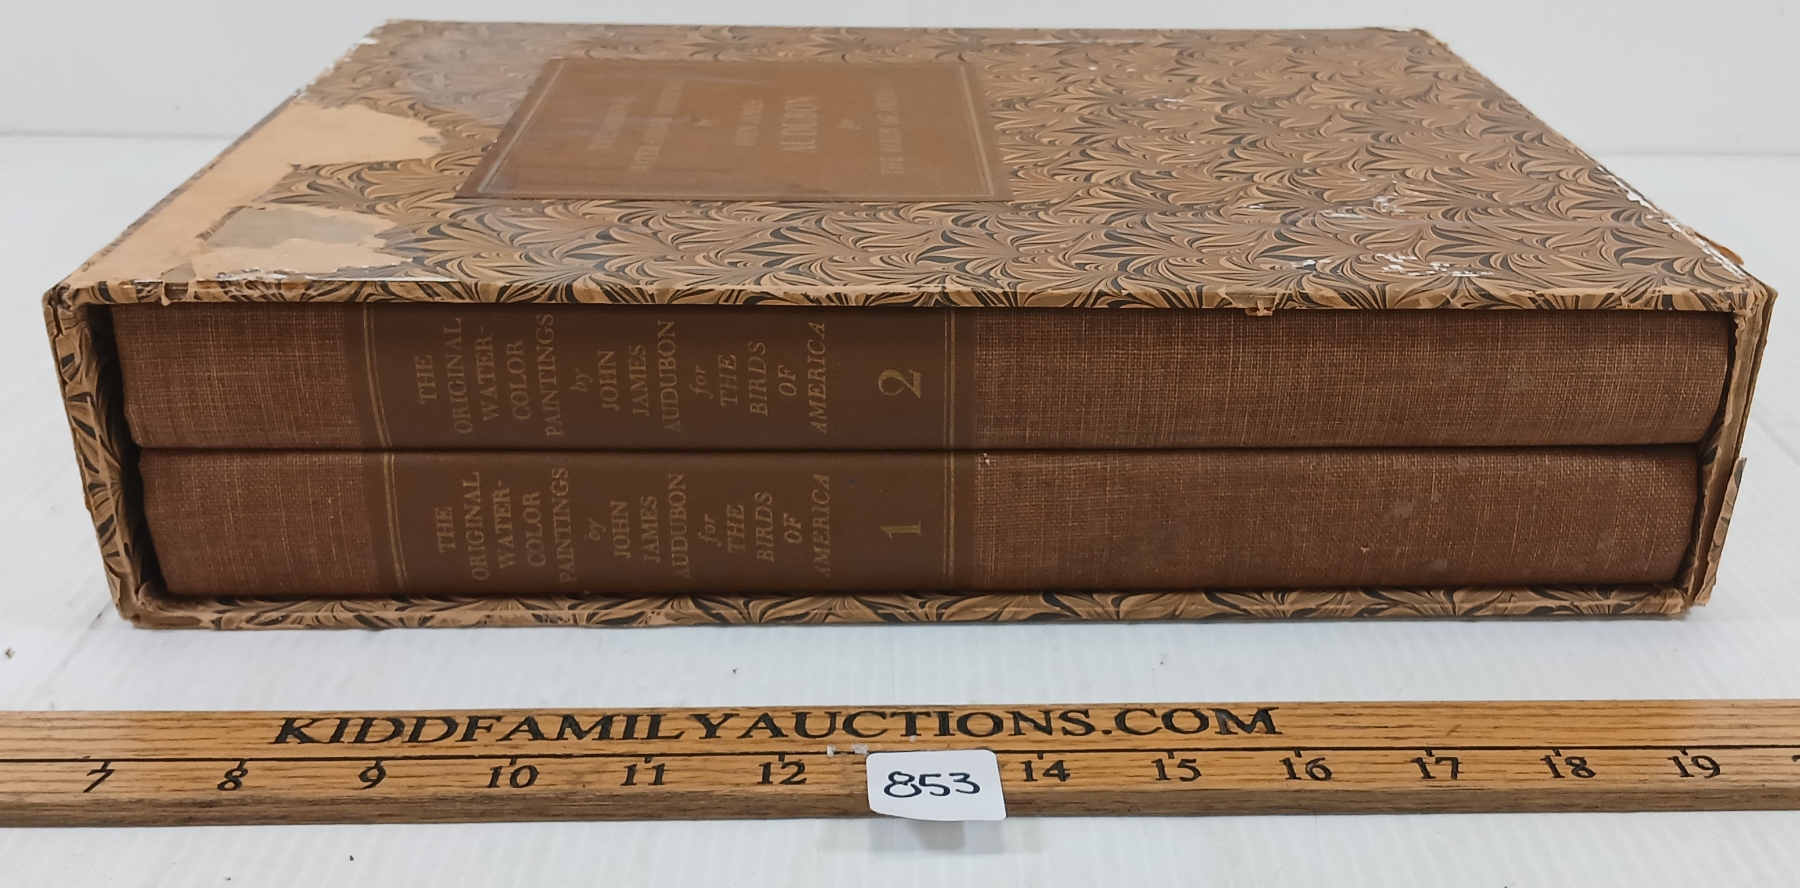 AUDUBON
THE
ORIGINAL
WATER-
COLOR
PAINTINGS
by
JOHN
JAMES
AUDUBON
for
THE
BIRDS
OF
AMERICA
2
THE
ORIGINAL
WATER-
COLOR
PAINTINGS
by
JOHN
JAMES
AUDUBON
for
THE
BIRDS
OF
AMERICA
1
KIDDFAMILYAUCTIONS.COM
7 8 9 10 11 12 14 15 16 17 18 19
853